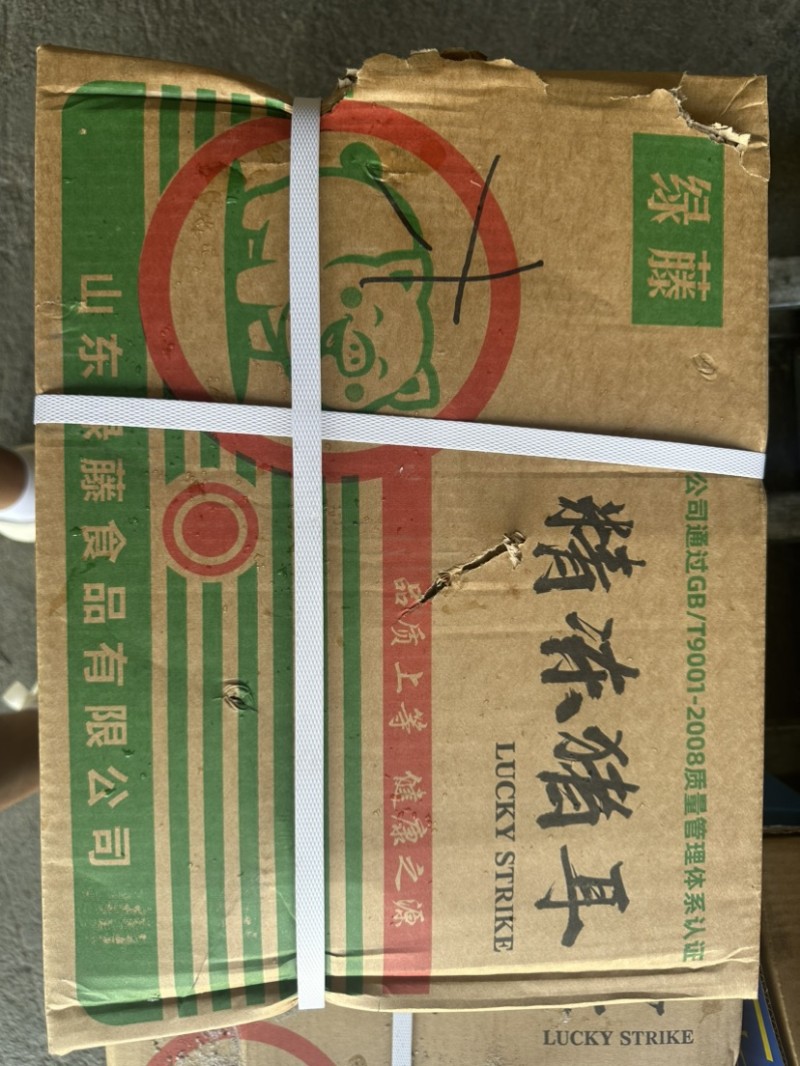 绿藤
公司通过GB/T9001-2008质量管理体系认证
精冻猪耳
LUCKY STRIKE
品质上等 健康之源
山东绿藤食品有限公司
LUCKY STRIKE